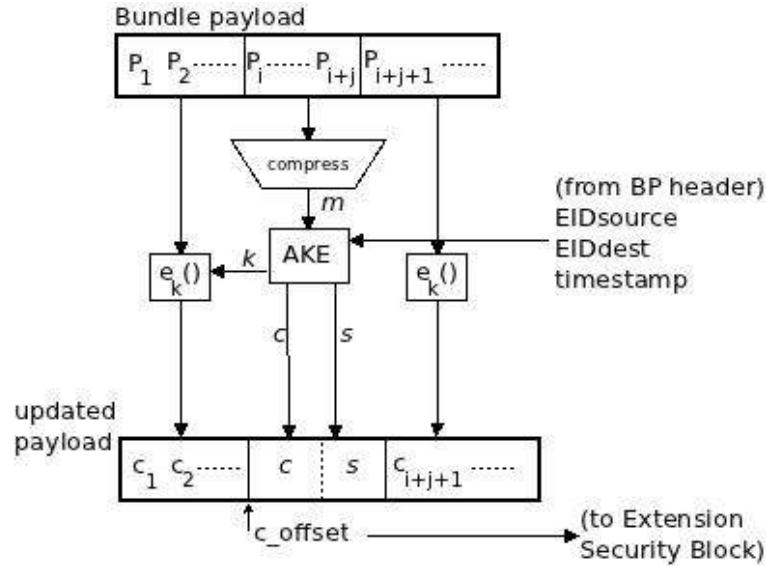 Bundle payload
P1 P2 ...... Pi ...... Pi+j Pi+j+1 ......
compress
m
(from BP header)
EIDsource
EIDdest
timestamp
AKE
k
ek()
ek()
c
s
updated
payload
c1 c2 ...... c s ci+j+1 ......
c_offset
(to Extension
Security Block)